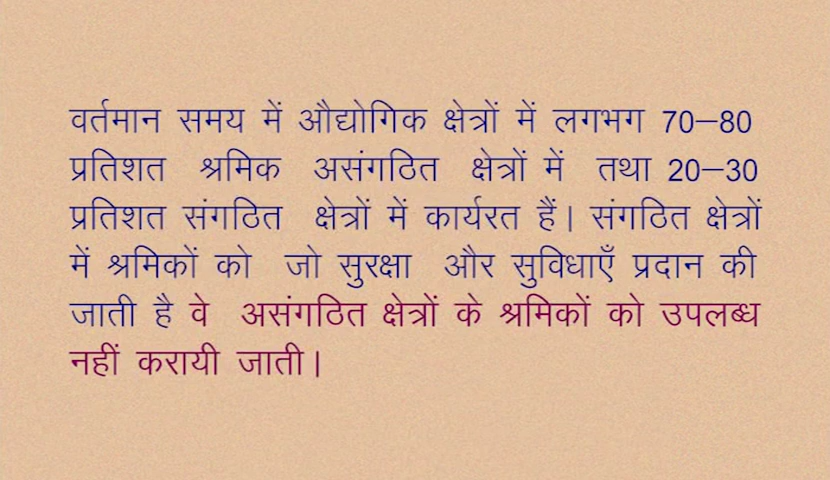 वर्तमान समय में औद्योगिक क्षेत्रों में लगभग 70–80
प्रतिशत श्रमिक असंगठित क्षेत्रों में तथा 20–30
प्रतिशत संगठित क्षेत्रों में कार्यरत हैं। संगठित क्षेत्रों
में श्रमिकों को जो सुरक्षा और सुविधाएँ प्रदान की
जाती है वे असंगठित क्षेत्रों के श्रमिकों को उपलब्ध
नहीं करायी जाती।